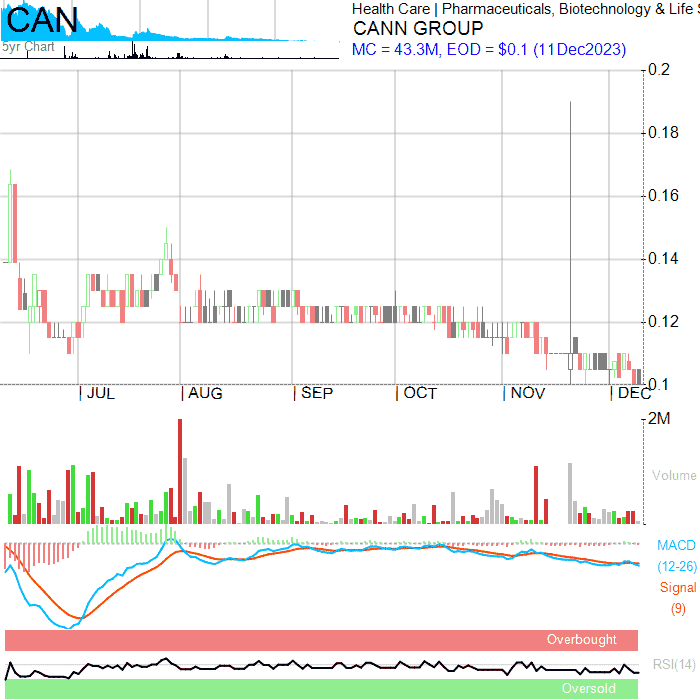 CAN
5yr Chart
Health Care | Pharmaceuticals, Biotechnology & Life S
CANN GROUP
MC = 43.3M, EOD = $0.1 (11Dec2023)
0.2
0.18
0.16
0.14
0.12
0.1
| JUL
| AUG
| SEP
| OCT
| NOV
| DEC
2M
Volume
MACD
(12-26)
Signal
(9)
Overbought
RSI(14)
Oversold